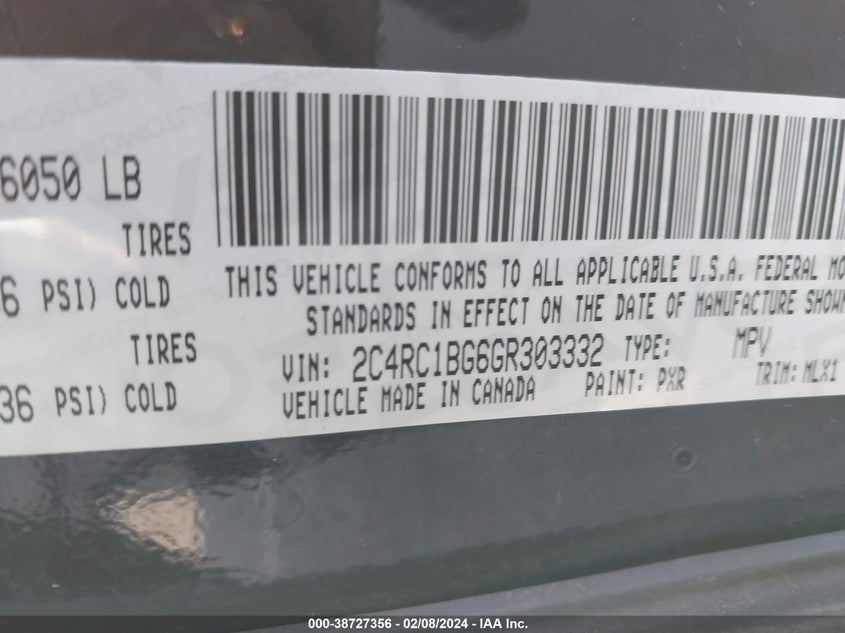 6050 LB
TIRES
6 PSI) COLD
TIRES
36 PSI) COLD
THIS VEHICLE CONFORMS TO ALL APPLICABLE U.S.A. FEDERAL MO
STANDARDS IN EFFECT ON THE DATE OF MANUFACTURE SHOWN
VIN: 2C4RC1BG6GR303332 TYPE: MPV
VEHICLE MADE IN CANADA PAINT: PXR TRIM: MLX1
000-38727356 - 02/08/2024 - IAA Inc.